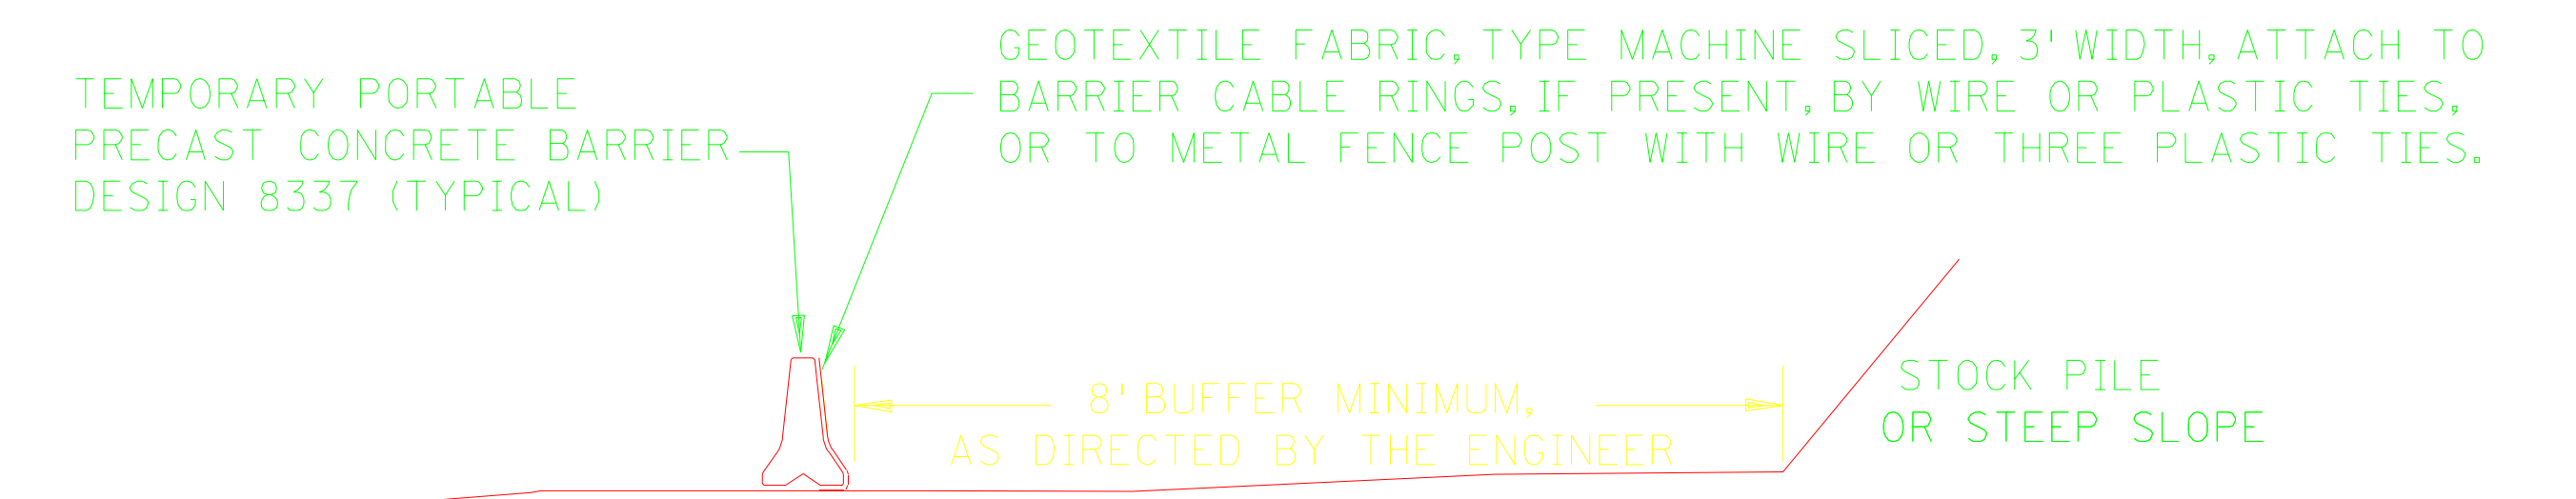 TEMPORARY PORTABLE
PRECAST CONCRETE BARRIER
DESIGN 8337 (TYPICAL)
GEOTEXTILE FABRIC, TYPE MACHINE SLICED, 3' WIDTH, ATTACH TO
BARRIER CABLE RINGS, IF PRESENT, BY WIRE OR PLASTIC TIES,
OR TO METAL FENCE POST WITH WIRE OR THREE PLASTIC TIES.
8' BUFFER MINIMUM,
AS DIRECTED BY THE ENGINEER
STOCK PILE
OR STEEP SLOPE